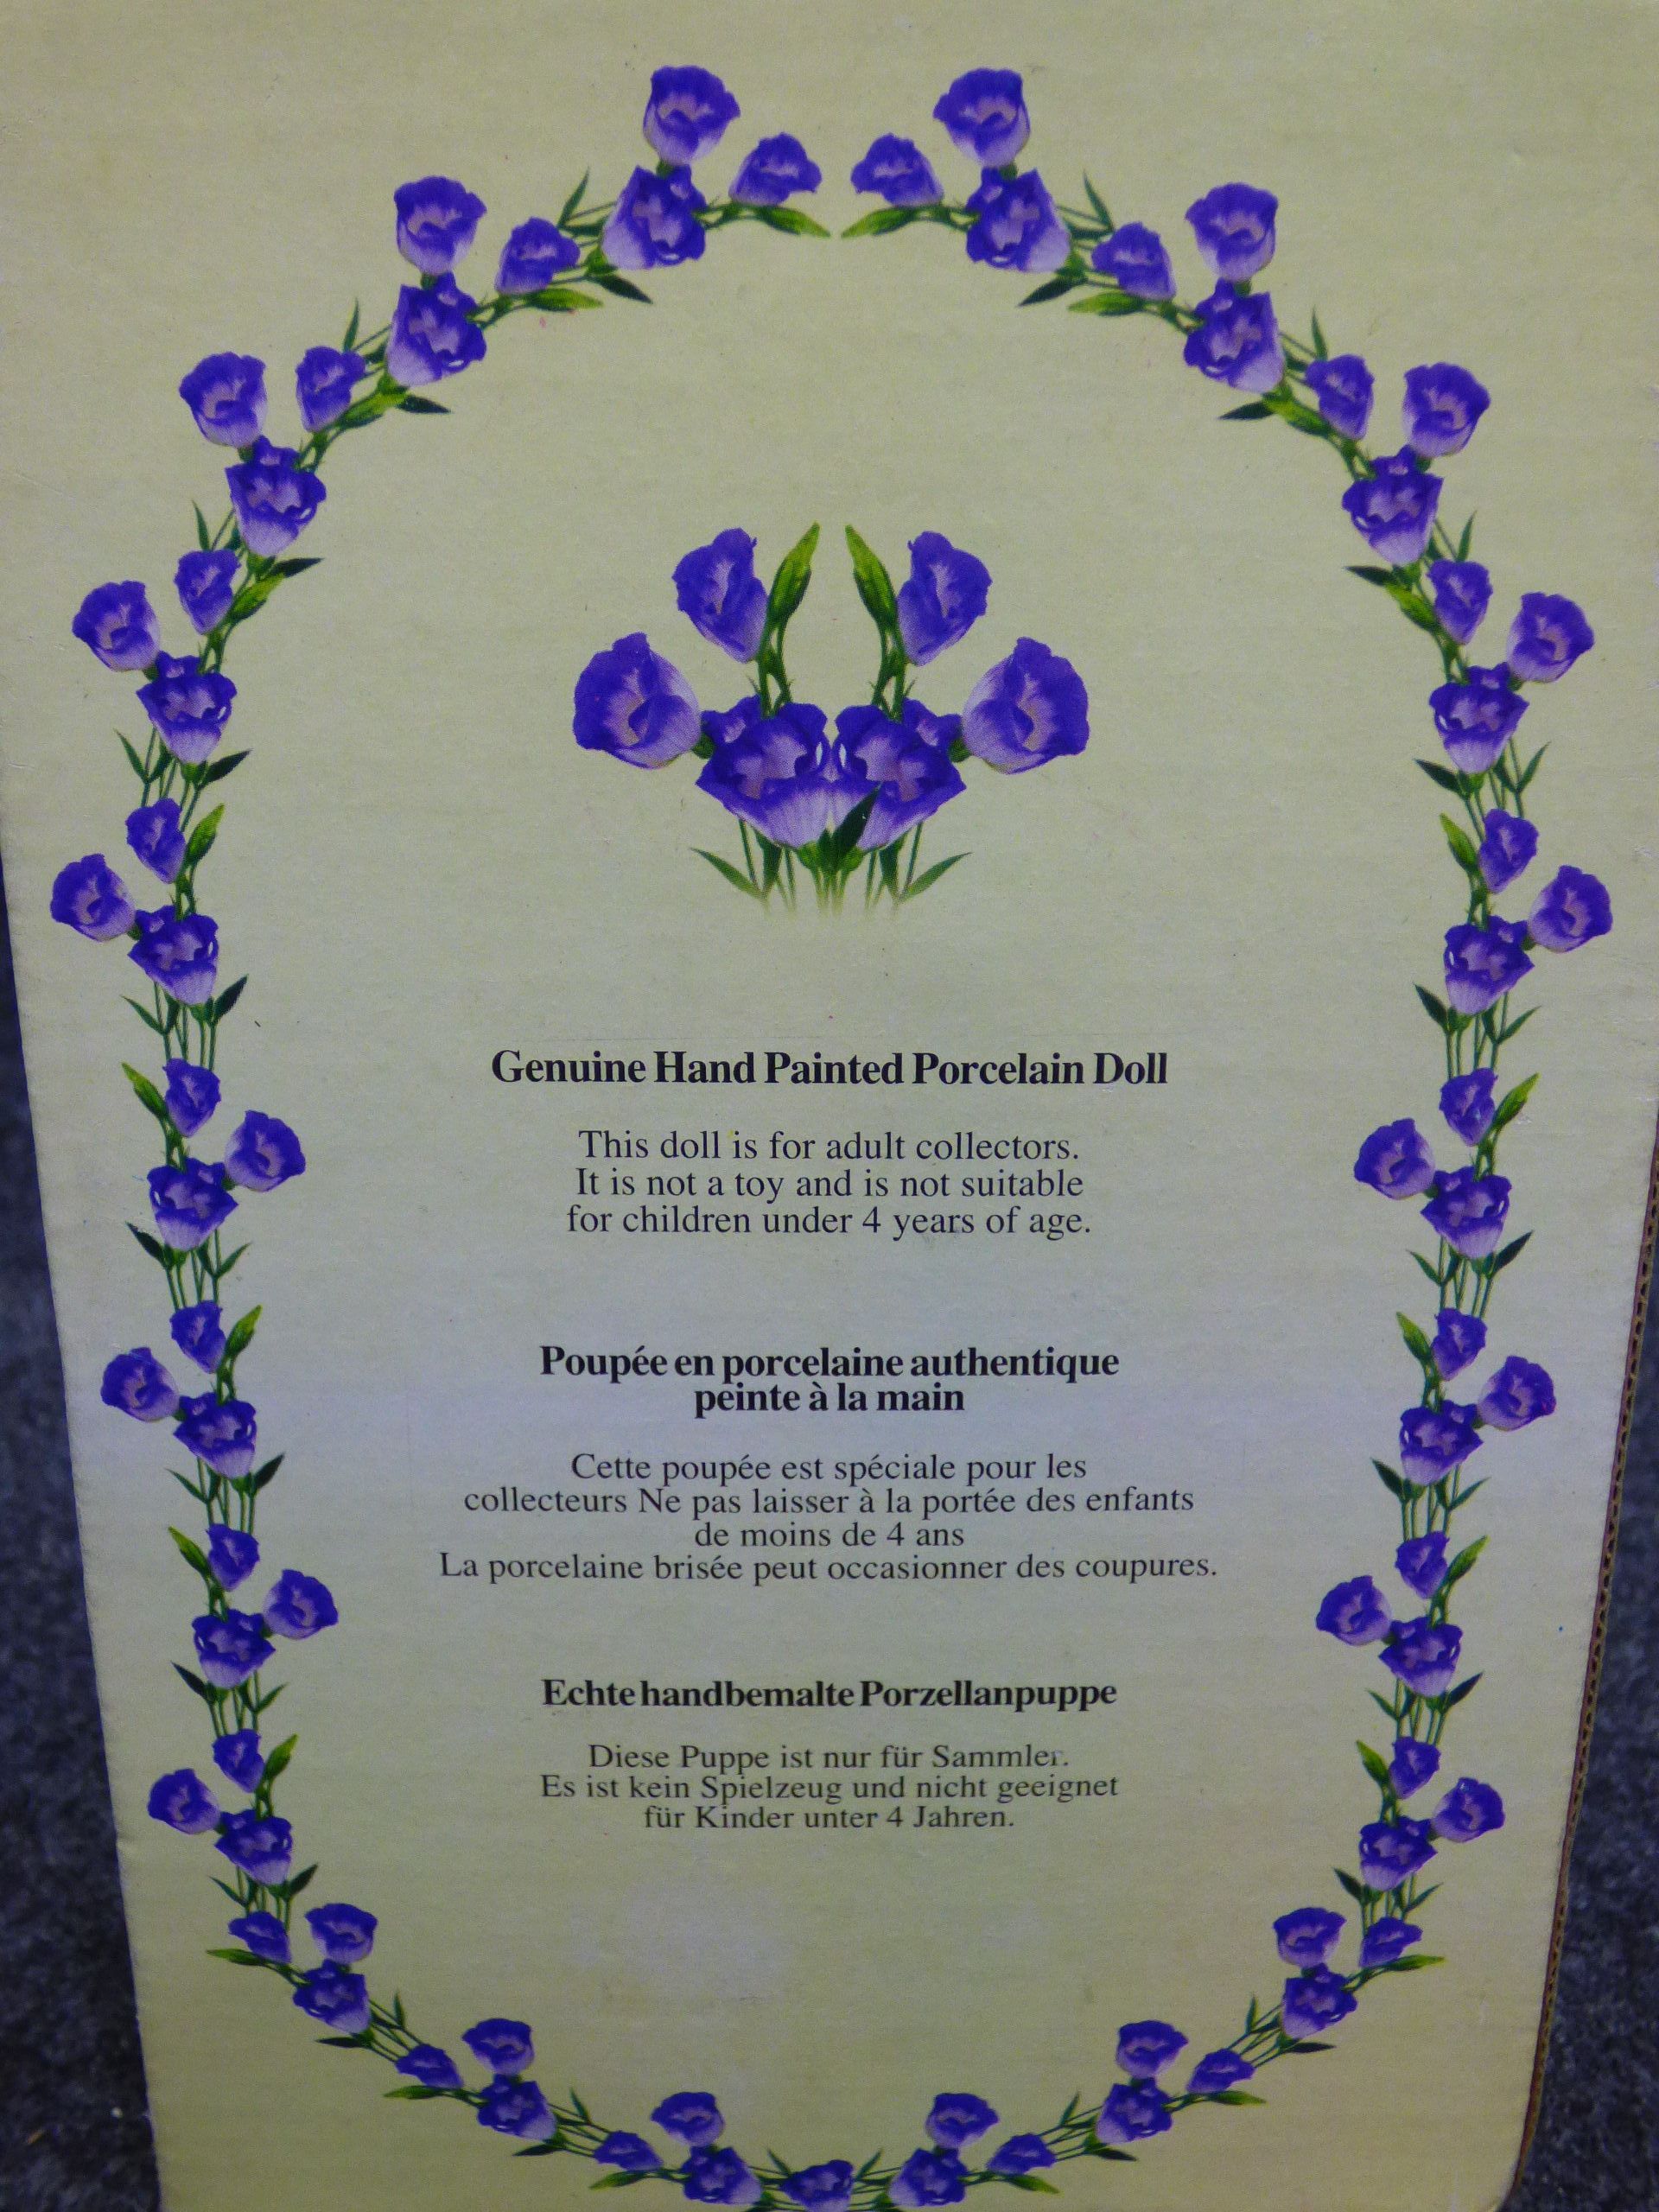 Genuine Hand Painted Porcelain Doll
This doll is for adult collectors.
It is not a toy and is not suitable
for children under 4 years of age.
Poupée en porcelaine authentique
peinte à la main
Cette poupée est spéciale pour les
collecteurs Ne pas laisser à la portée des enfants
de moins de 4 ans
La porcelaine brisée peut occasionner des coupures.
Echte handbemalte Porzellanpuppe
Diese Puppe ist nur für Sammler.
Es ist kein Spielzeug und nicht geeignet
für Kinder unter 4 Jahren.